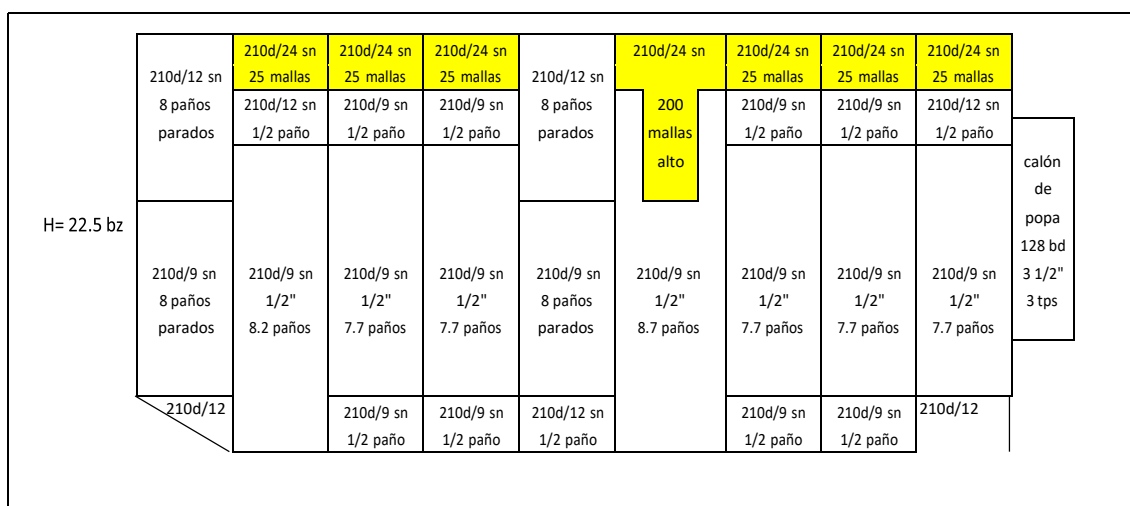 210d/24 sn 210d/24 sn 210d/24 sn 210d/24 sn 210d/24 sn 210d/24 sn 210d/24 sn
210d/12 sn 25 mallas 25 mallas 25 mallas 210d/12 sn 25 mallas 25 mallas 25 mallas
8 paños 210d/12 sn 210d/9 sn 210d/9 sn 8 paños 200 210d/9 sn 210d/9 sn 210d/12 sn
parados 1/2 paño 1/2 paño 1/2 paño parados mallas 1/2 paño 1/2 paño 1/2 paño
alto calón
de
H= 22.5 bz popa
128 bd
210d/9 sn 210d/9 sn 210d/9 sn 210d/9 sn 210d/9 sn 210d/9 sn 210d/9 sn 210d/9 sn 210d/9 sn 3 1/2"
8 paños 1/2" 1/2" 1/2" 8 paños 1/2" 1/2" 1/2" 1/2" 3 tps
parados 8.2 paños 7.7 paños 7.7 paños parados 8.7 paños 7.7 paños 7.7 paños 7.7 paños
210d/12 210d/9 sn 210d/9 sn 210d/12 sn 210d/9 sn 210d/9 sn 210d/12
1/2 paño 1/2 paño 1/2 paño 1/2 paño 1/2 paño